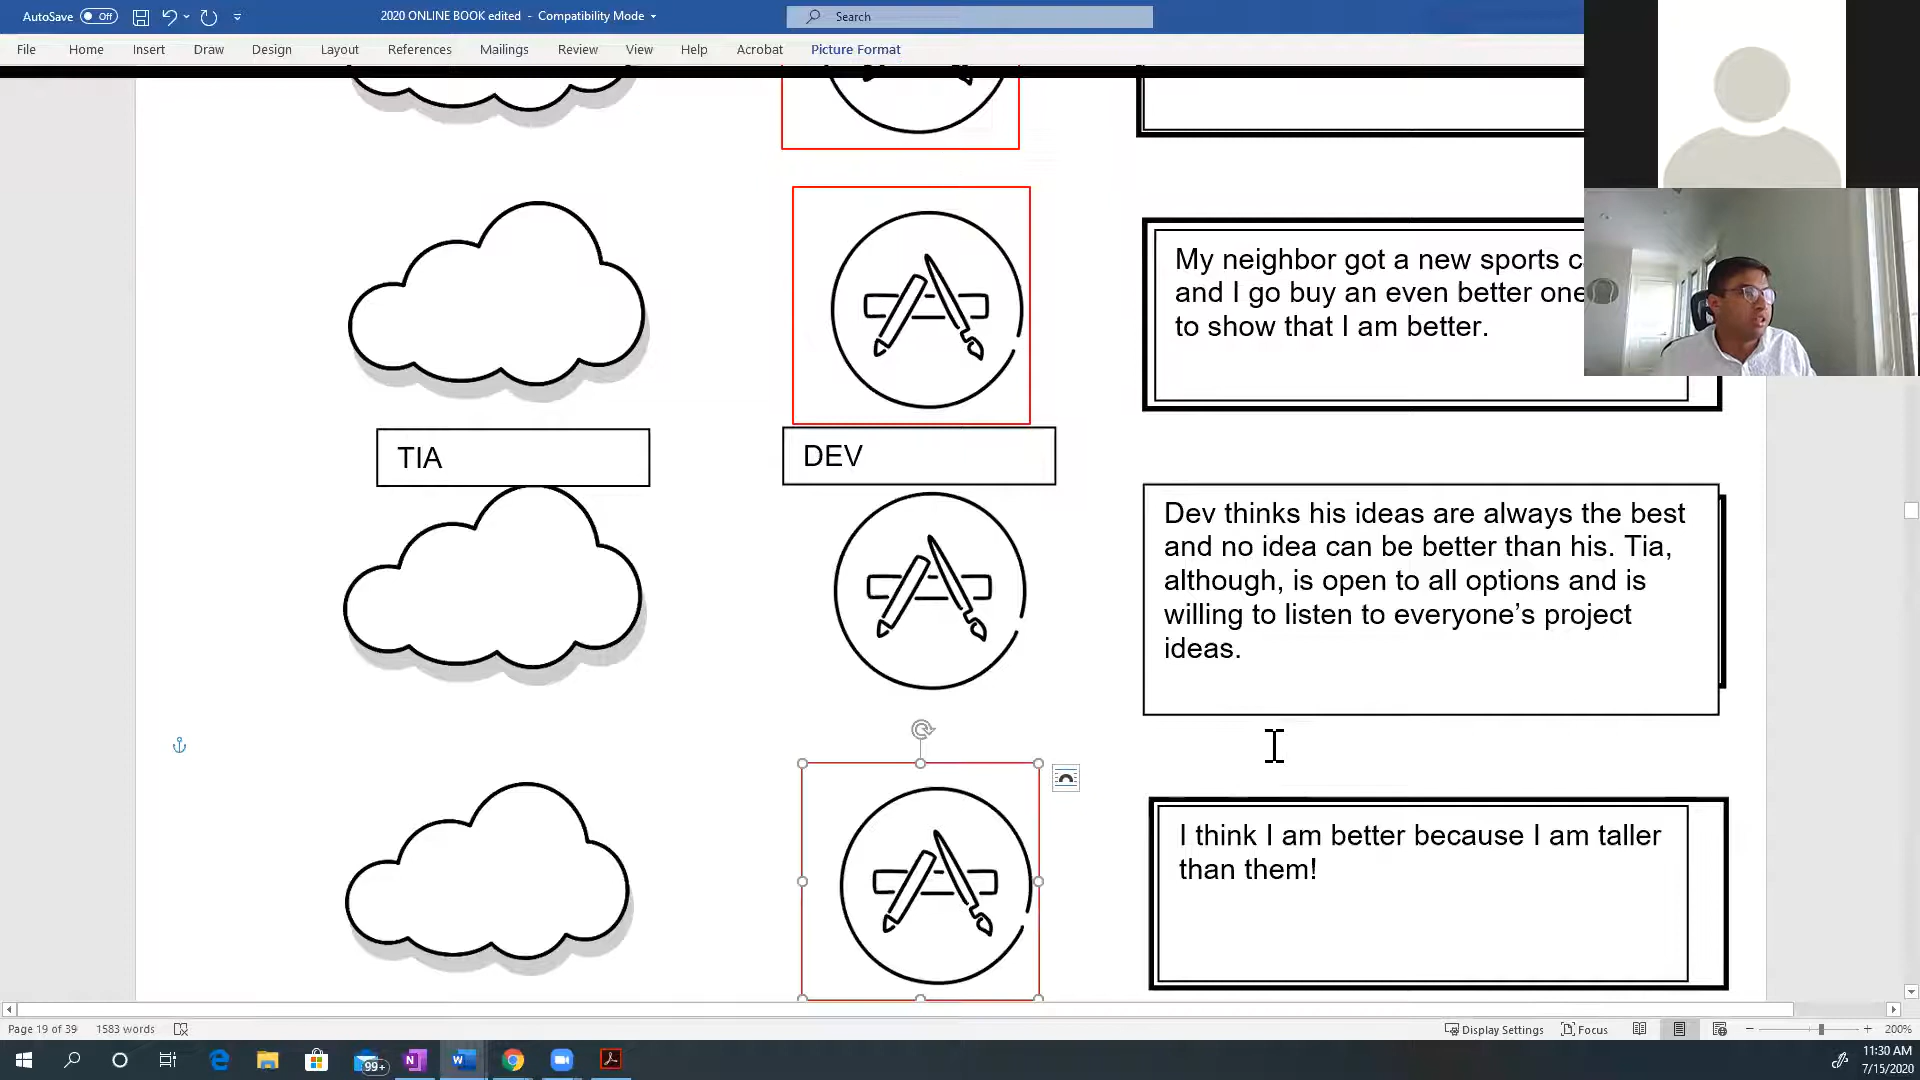 AutoSave Off 2020 ONLINE BOOK edited - Compatibility Mode Search
File Home Insert Draw Design Layout References Mailings Review View Help Acrobat Picture Format
My neighbor got a new sports
and I go buy an even better one
to show that I am better.
TIA
DEV
Dev thinks his ideas are always the best
and no idea can be better than his. Tia,
although, is open to all options and is
willing to listen to everyone’s project
ideas.
I think I am better because I am taller
than them!
Page 19 of 39 1583 words Display Settings Focus 200%
99+
11:30 AM
7/15/2020